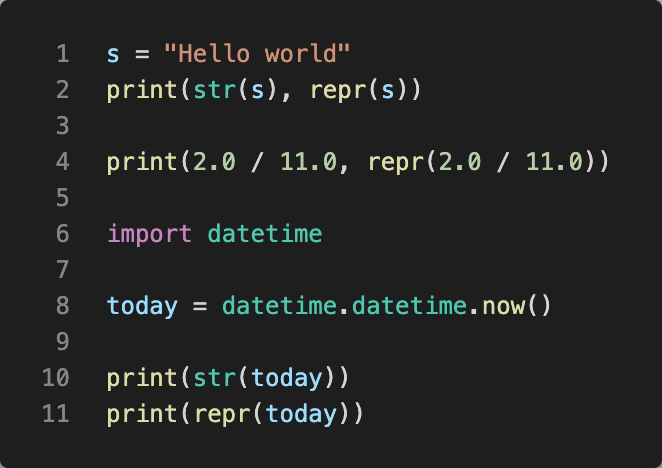 1 s = "Hello world"
2 print(str(s), repr(s))
3
4 print(2.0 / 11.0, repr(2.0 / 11.0))
5
6 import datetime
7
8 today = datetime.datetime.now()
9
10 print(str(today))
11 print(repr(today))